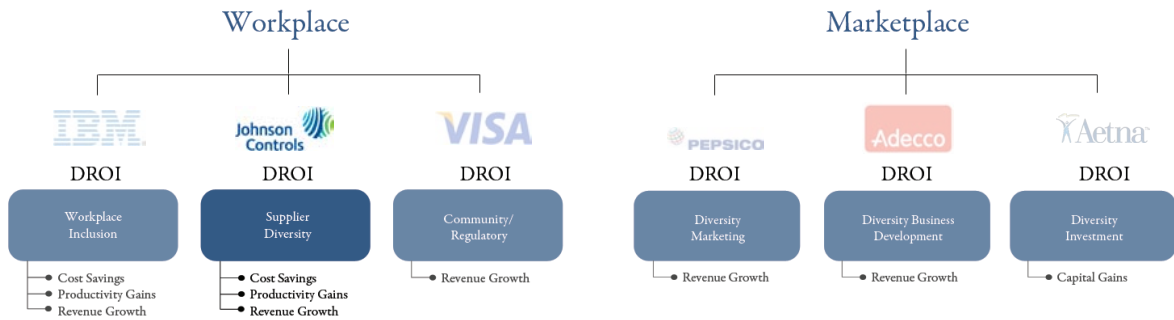 Workplace
Marketplace
IBM.
Johnson
Controls
VISA
PEPSICO
Adecco
Aetna
DROI
DROI
DROI
DROI
DROI
DROI
Workplace
Inclusion
Supplier
Diversity
Community/
Regulatory
Diversity
Marketing
Diversity Business
Development
Diversity
Investment
Cost Savings
Productivity Gains
Revenue Growth
Cost Savings
Productivity Gains
Revenue Growth
Revenue Growth
Revenue Growth
Revenue Growth
Capital Gains